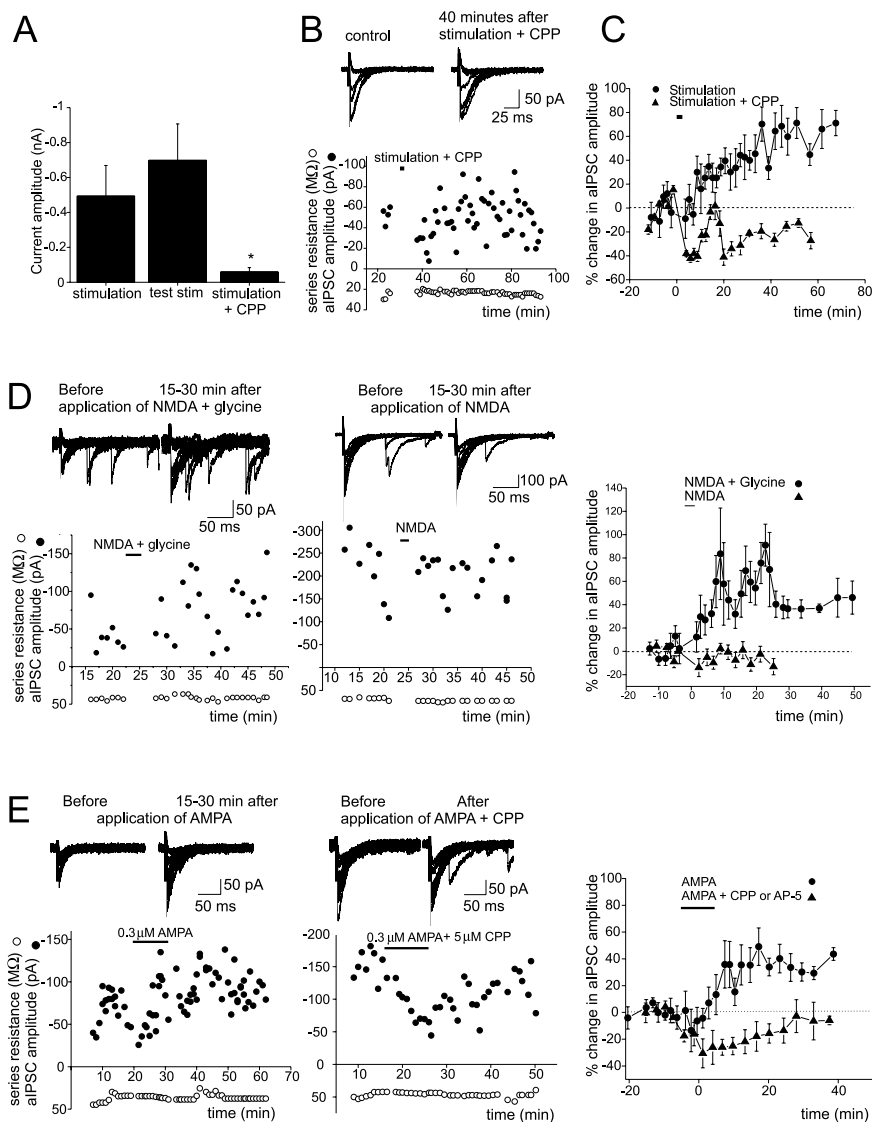 A
Current amplitude (nA)
-1
-0.8
-0.6
-0.4
-0.2
0
*
stimulation
test stim
stimulation
+ CPP
B
control
40 minutes after
stimulation + CPP
50 pA
25 ms
series resistance (MΩ) ○
aIPSC amplitude (pA) ●
-100
-80
-60
-40
-20
0
20
40
stimulation + CPP
20
40
60
80
100
time (min)
C
% change in aIPSC amplitude
100
80
60
40
20
0
-20
-40
-60
Stimulation
Stimulation + CPP
-20
0
20
40
60
80
time (min)
D
Before
15-30 min after
application of NMDA + glycine
50 pA
50 ms
series resistance (MΩ) ○
aIPSC amplitude (pA) ●
-150
-100
-50
0
50
NMDA + glycine
15
20
25
30
35
40
45
50
time (min)
Before
15-30 min after
application of NMDA
100 pA
50 ms
-300
-250
-200
-150
-100
-50
0
50
NMDA
10
15
20
25
30
35
40
45
50
time (min)
% change in aIPSC amplitude
140
120
100
80
60
40
20
0
-20
NMDA + Glycine
NMDA
-20
-10
0
10
20
30
40
50
time (min)
E
Before
15-30 min after
application of AMPA
50 pA
50 ms
series resistance (MΩ) ○
aIPSC amplitude (pA) ●
-150
-100
-50
0
50
0.3 µM AMPA
0
10
20
30
40
50
60
70
time (min)
Before
After
application of AMPA + CPP
50 pA
50 ms
-200
-150
-100
-50
0
50
0.3 µM AMPA+ 5 µM CPP
10
20
30
40
50
time (min)
% change in aIPSC amplitude
100
80
60
40
20
0
-20
-40
AMPA
AMPA + CPP or AP-5
-20
0
20
40
time (min)